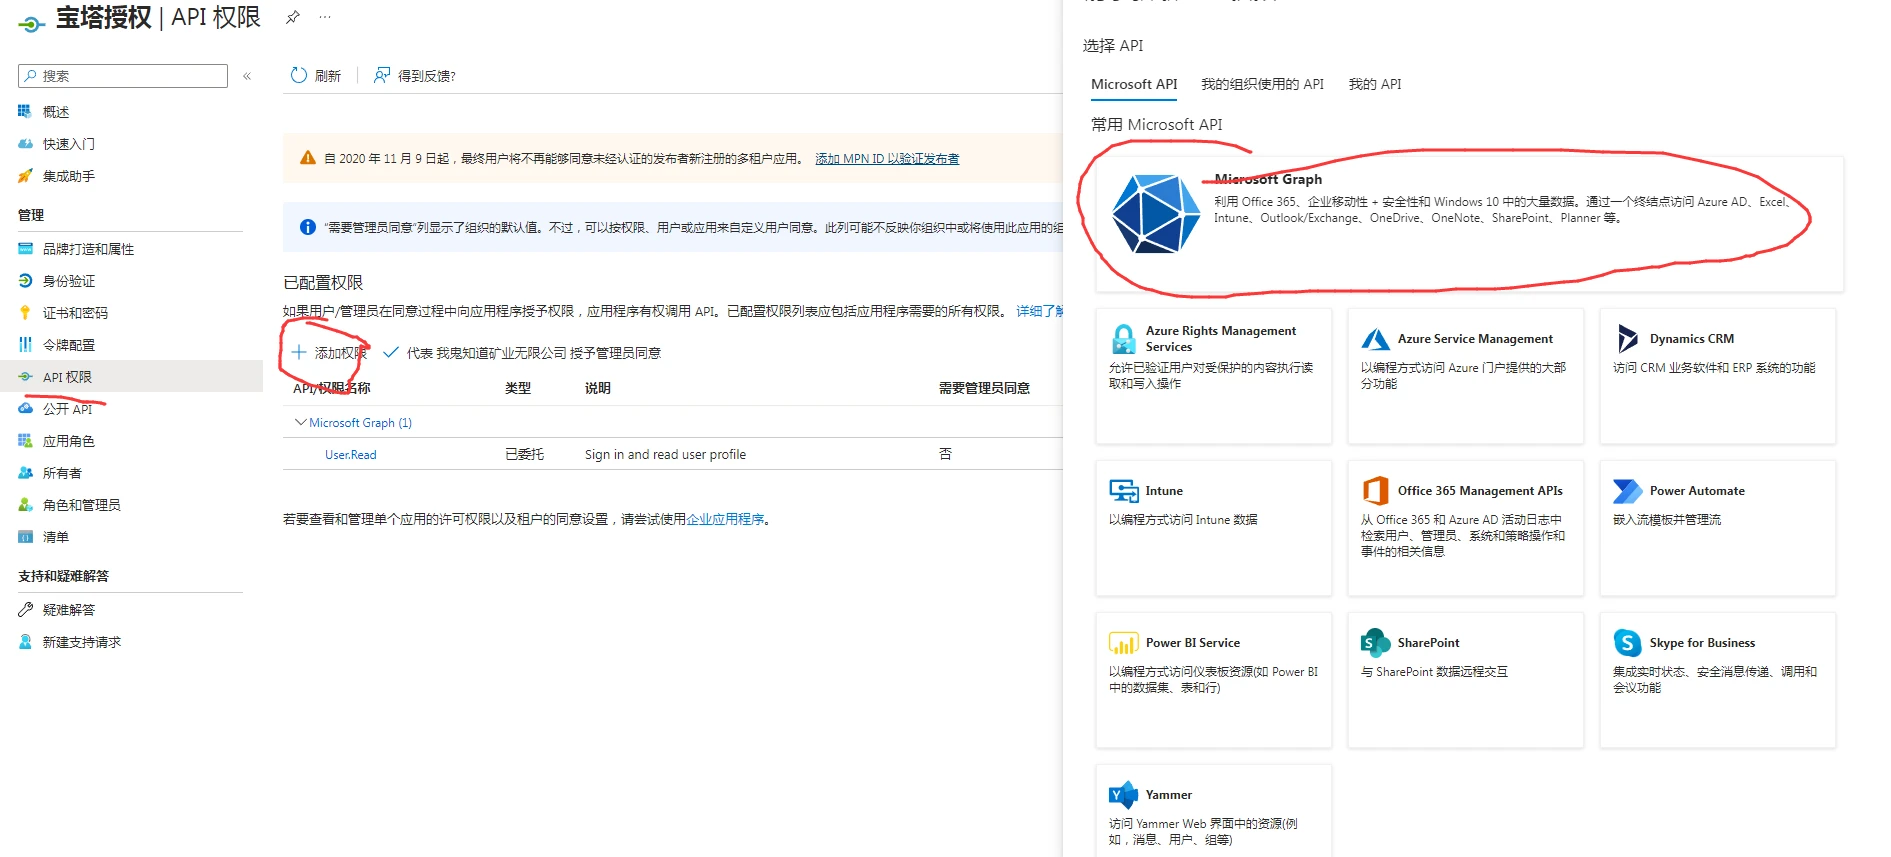 宝塔授权 | API 权限
搜索
概述
快速入门
集成助手
管理
品牌打造和属性
身份验证
证书和密码
令牌配置
API 权限
公开 API
应用角色
所有者
角色和管理员
清单
支持和疑难解答
疑难解答
新建支持请求
刷新
得到反馈?
自 2020 年 11 月 9 日起，最终用户将不再能够同意未经认证的发布者新注册的多租户应用。 添加 MPN ID 以验证发布者
"需要管理员同意"列显示了组织的默认值。不过，可以按权限、用户或应用来自定义用户同意。此列可能不反映你组织中或将使用此应用的组
已配置权限
如果用户/管理员在同意过程中向应用程序授予权限，应用程序有权调用 API。已配置权限列表应包括应用程序需要的所有权限。 详细了解
添加权限
代表 我鬼知道矿业无限公司 授予管理员同意
API/权限名称 类型 说明 需要管理员同意
Microsoft Graph (1)
User.Read 已委托 Sign in and read user profile 否
若要查看和管理单个应用的许可权限以及租户的同意设置，请尝试使用企业应用程序。
选择 API
Microsoft API 我的组织使用的 API 我的 API
常用 Microsoft API
Microsoft Graph
利用 Office 365、企业移动性 + 安全性和 Windows 10 中的大量数据。通过一个终结点访问 Azure AD、Excel、
Intune、Outlook/Exchange、OneDrive、OneNote、SharePoint、Planner 等。
Azure Rights Management
Services
允许已验证用户对受保护的内容执行读
取和写入操作
Azure Service Management
以编程方式访问 Azure 门户提供的大部
分功能
Dynamics CRM
访问 CRM 业务软件和 ERP 系统的功能
Intune
以编程方式访问 Intune 数据
Office 365 Management APIs
从 Office 365 和 Azure AD 活动日志中
检索用户、管理员、系统和策略操作和
事件的相关信息
Power Automate
嵌入流模板并管理流
Power BI Service
以编程方式访问仪表板资源(如 Power BI
中的数据集、表和行)
SharePoint
与 SharePoint 数据远程交互
Skype for Business
集成实时状态、安全消息传递、调用和
会议功能
Yammer
访问 Yammer Web 界面中的资源(例
如，消息、用户、组等)